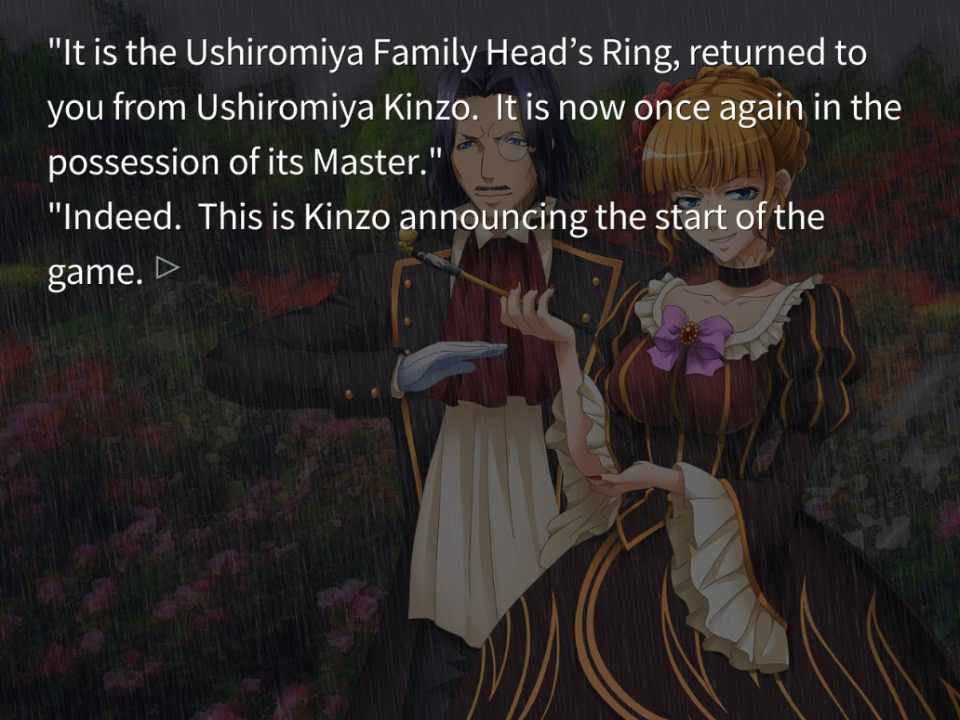 "It is the Ushiromiya Family Head’s Ring, returned to
you from Ushiromiya Kinzo.  It is now once again in the
possession of its Master."
"Indeed.  This is Kinzo announcing the start of the
game.